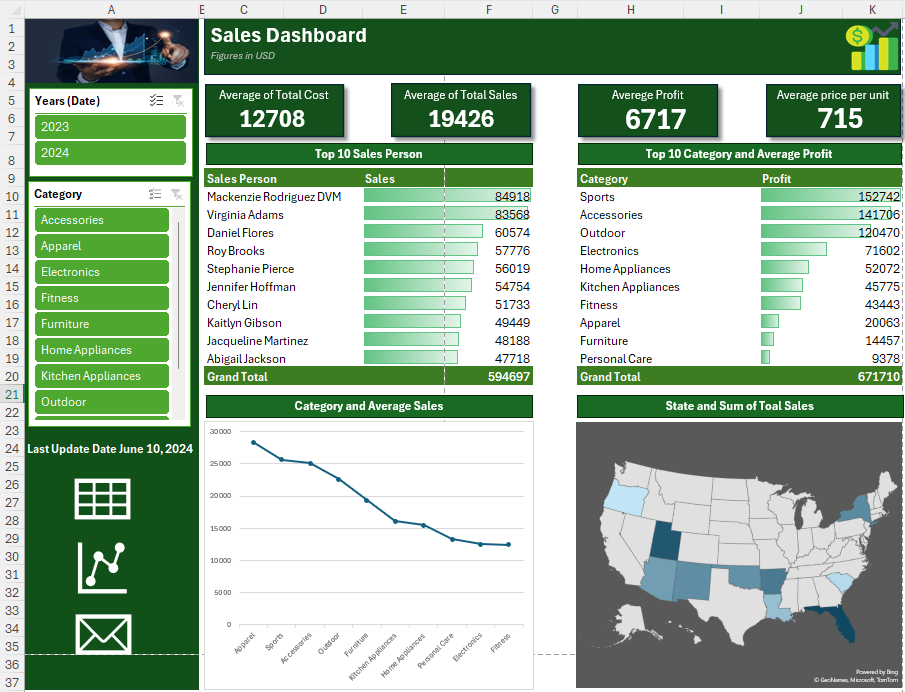 A E C D E F G H I J K
1
2
3
4
5
6
7
8
9
10
11
12
13
14
15
16
17
18
19
20
21
22
23
24
25
26
27
28
29
30
31
32
33
34
35
36
37
Sales Dashboard
Figures in USD
$
Years (Date)
2023
2024
Category
Accessories
Apparel
Electronics
Fitness
Furniture
Home Appliances
Kitchen Appliances
Outdoor
Last Update Date June 10, 2024
Average of Total Cost
12708
Average of Total Sales
19426
Averege Profit
6717
Average price per unit
715
Top 10 Sales Person
Sales Person Sales
Mackenzie Rodriguez DVM 84918
Virginia Adams 83568
Daniel Flores 60574
Roy Brooks 57776
Stephanie Pierce 56019
Jennifer Hoffman 54754
Cheryl Lin 51733
Kaitlyn Gibson 49449
Jacqueline Martinez 48188
Abigail Jackson 47718
Grand Total 594697
Top 10 Category and Average Profit
Category Profit
Sports 152742
Accessories 141706
Outdoor 120470
Electronics 71602
Home Appliances 52072
Kitchen Appliances 45775
Fitness 43443
Apparel 20063
Furniture 14457
Personal Care 9378
Grand Total 671710
Category and Average Sales
30000
25000
20000
15000
10000
5000
0
Apparel
Sports
Accessories
Outdoor
Furniture
Kitchen Appliances
Home Appliances
Personal Care
Electronics
Fitness
State and Sum of Toal Sales
Powered by Bing
© GeoNames, Microsoft, TomTom